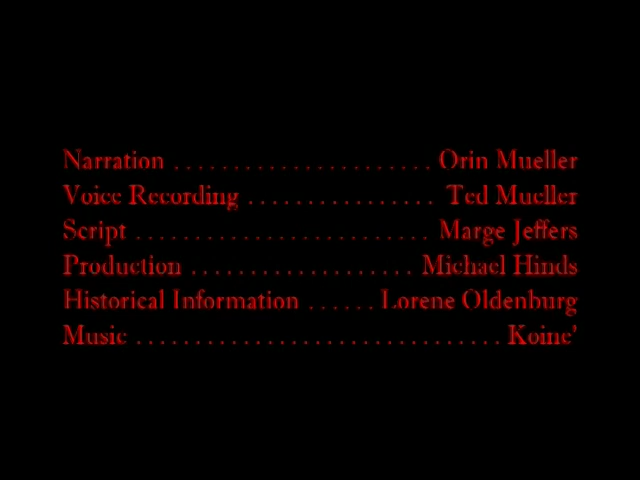 Narration ...................... Orin Mueller
Voice Recording ................ Ted Mueller
Script ......................... Marge Jeffers
Production ................... Michael Hinds
Historical Information ...... Lorene Oldenburg
Music ............................... Koine'